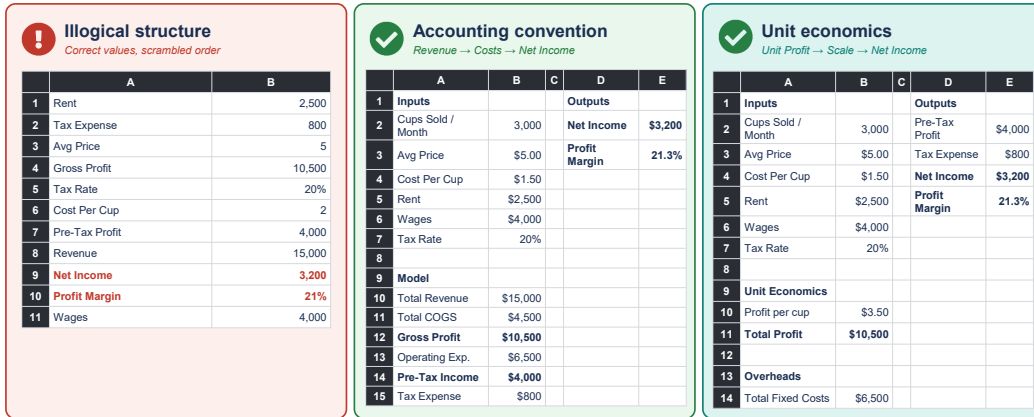 Illogical structure
Correct values, scrambled order
A B
1 Rent 2,500
2 Tax Expense 800
3 Avg Price 5
4 Gross Profit 10,500
5 Tax Rate 20%
6 Cost Per Cup 2
7 Pre-Tax Profit 4,000
8 Revenue 15,000
9 Net Income 3,200
10 Profit Margin 21%
11 Wages 4,000
Accounting convention
Revenue → Costs → Net Income
A B C D E
1 Inputs Outputs
2 Cups Sold /
Month 3,000 Net Income $3,200
3 Avg Price $5.00 Profit
Margin 21.3%
4 Cost Per Cup $1.50
5 Rent $2,500
6 Wages $4,000
7 Tax Rate 20%
8
9 Model
10 Total Revenue $15,000
11 Total COGS $4,500
12 Gross Profit $10,500
13 Operating Exp. $6,500
14 Pre-Tax Income $4,000
15 Tax Expense $800
Unit economics
Unit Profit → Scale → Net Income
A B C D E
1 Inputs Outputs
2 Cups Sold / Pre-Tax
Month 3,000 Profit $4,000
3 Avg Price $5.00 Tax Expense $800
4 Cost Per Cup $1.50 Net Income $3,200
5 Rent $2,500 Profit
Margin 21.3%
6 Wages $4,000
7 Tax Rate 20%
8
9 Unit Economics
10 Profit per cup $3.50
11 Total Profit $10,500
12
13 Overheads
14 Total Fixed Costs $6,500